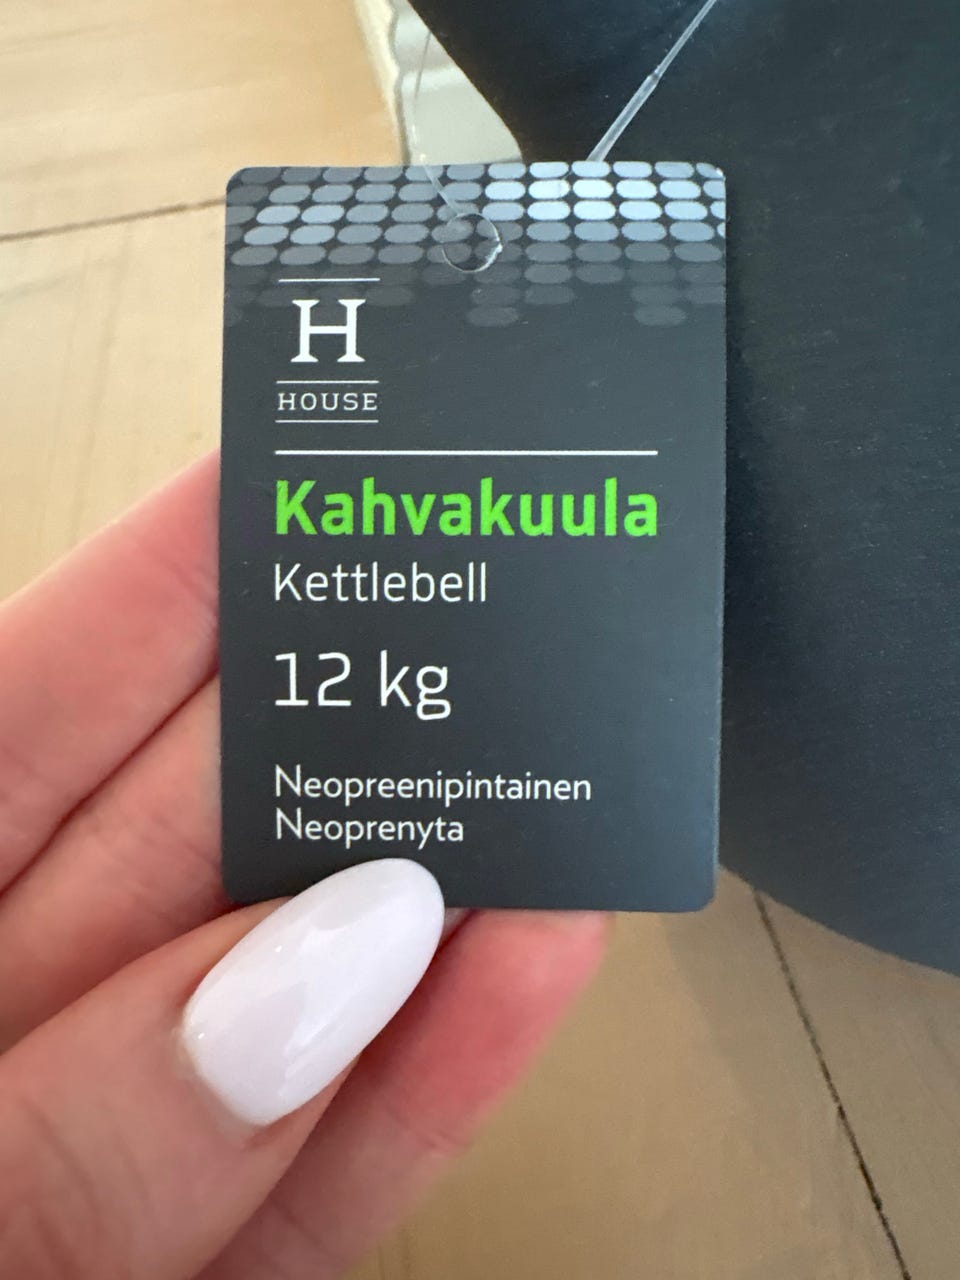 H
HOUSE
Kahvakuula
Kettlebell
12 kg
Neopreenipintainen
Neoprenyta